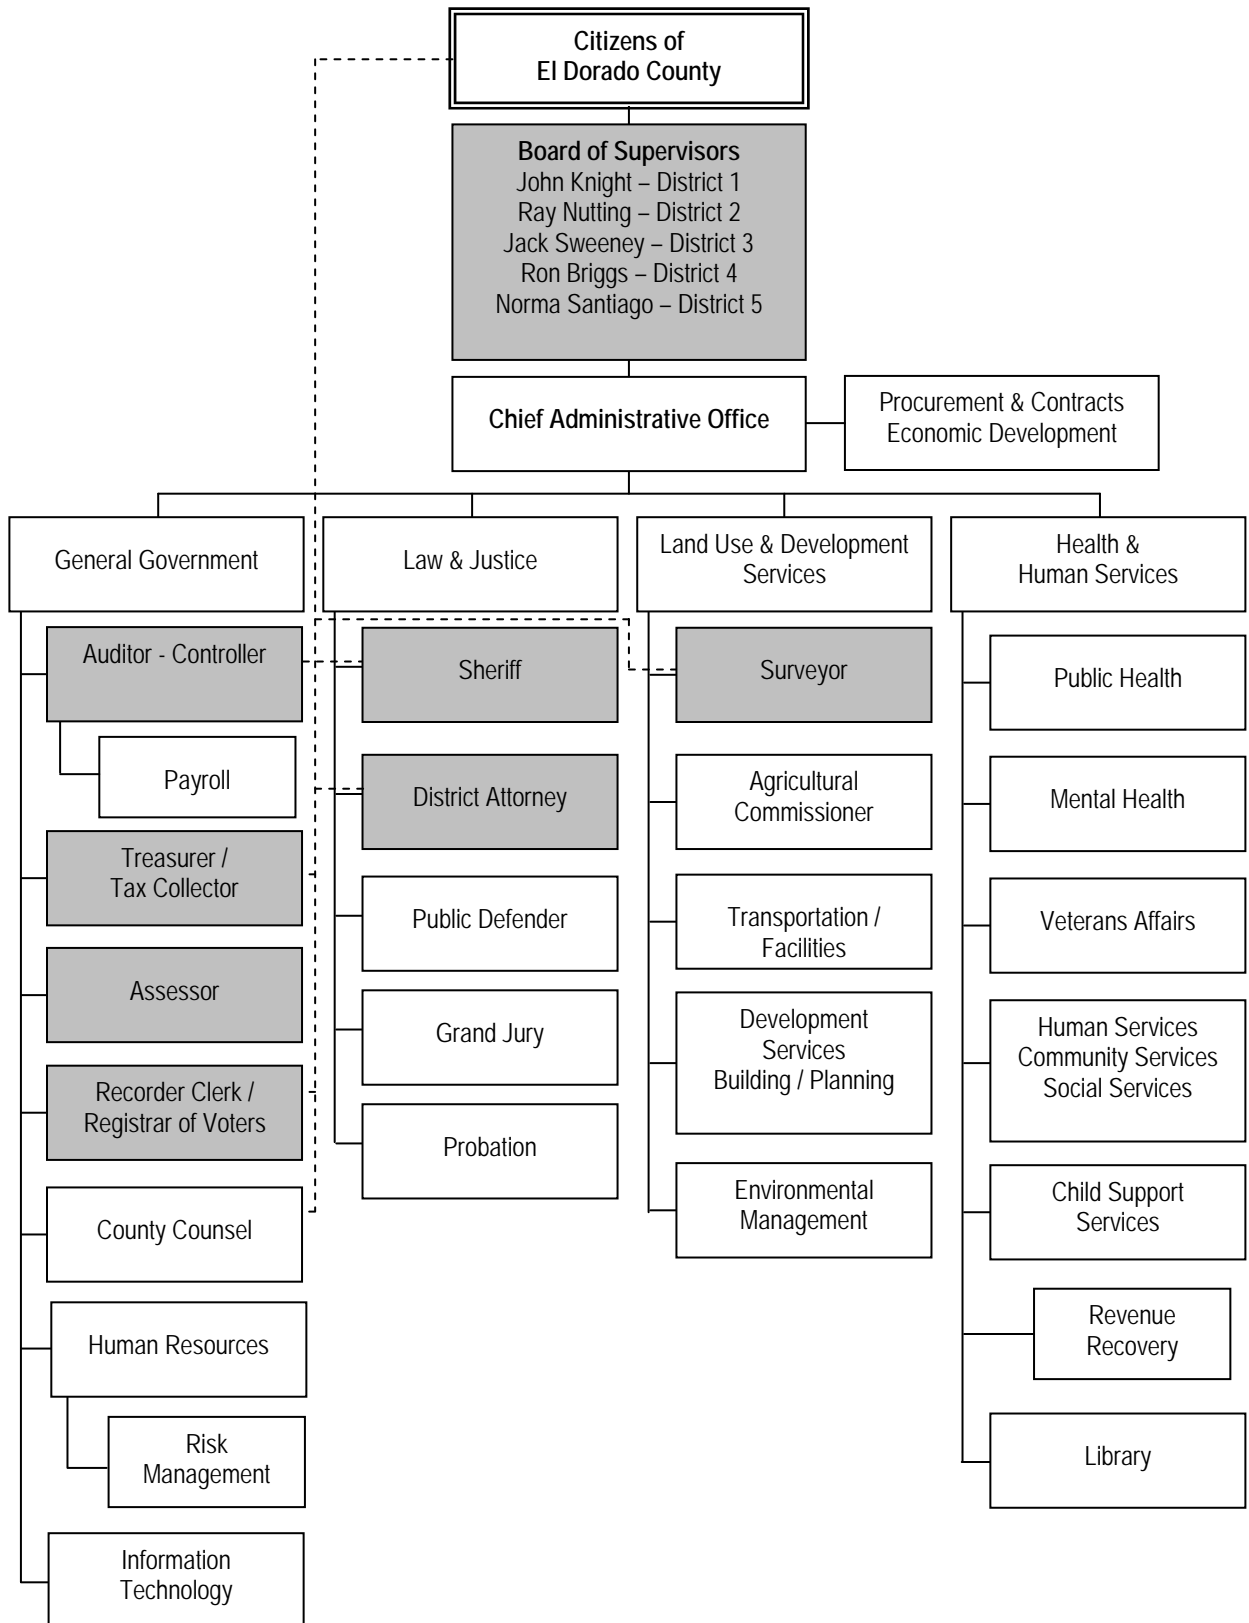 Citizens of
El Dorado County
Board of Supervisors
John Knight – District 1
Ray Nutting – District 2
Jack Sweeney – District 3
Ron Briggs – District 4
Norma Santiago – District 5
Chief Administrative Office
Procurement & Contracts
Economic Development
General Government
Auditor - Controller
Payroll
Treasurer /
Tax Collector
Assessor
Recorder Clerk /
Registrar of Voters
County Counsel
Human Resources
Risk
Management
Information
Technology
Law & Justice
Sheriff
District Attorney
Public Defender
Grand Jury
Probation
Land Use & Development
Services
Surveyor
Agricultural
Commissioner
Transportation /
Facilities
Development
Services
Building / Planning
Environmental
Management
Health &
Human Services
Public Health
Mental Health
Veterans Affairs
Human Services
Community Services
Social Services
Child Support
Services
Revenue
Recovery
Library